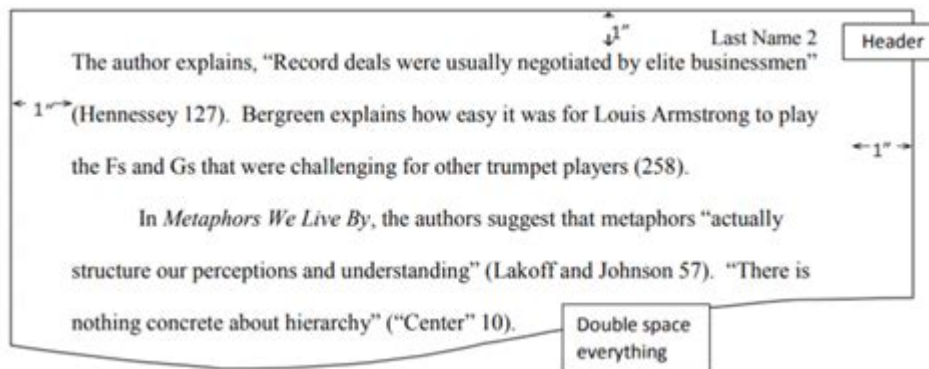 1"
Last Name 2
Header
The author explains, “Record deals were usually negotiated by elite businessmen”
1"
(Hennessey 127).  Bergreen explains how easy it was for Louis Armstrong to play
1"
the Fs and Gs that were challenging for other trumpet players (258).
In Metaphors We Live By, the authors suggest that metaphors “actually
structure our perceptions and understanding” (Lakoff and Johnson 57).  “There is
nothing concrete about hierarchy” (“Center” 10).
Double space
everything